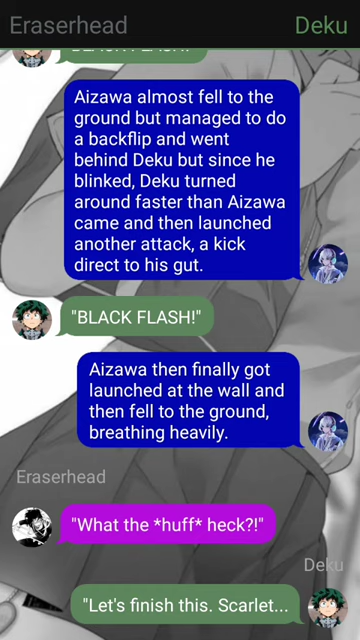 Eraserhead Deku
"BLACK FLASH!"
Aizawa almost fell to the
ground but managed to do
a backflip and went
behind Deku but since he
blinked, Deku turned
around faster than Aizawa
came and then launched
another attack, a kick
direct to his gut.
"BLACK FLASH!"
Aizawa then finally got
launched at the wall and
then fell to the ground,
breathing heavily.
Eraserhead
"What the *huff* heck?!"
Deku
"Let's finish this. Scarlet...